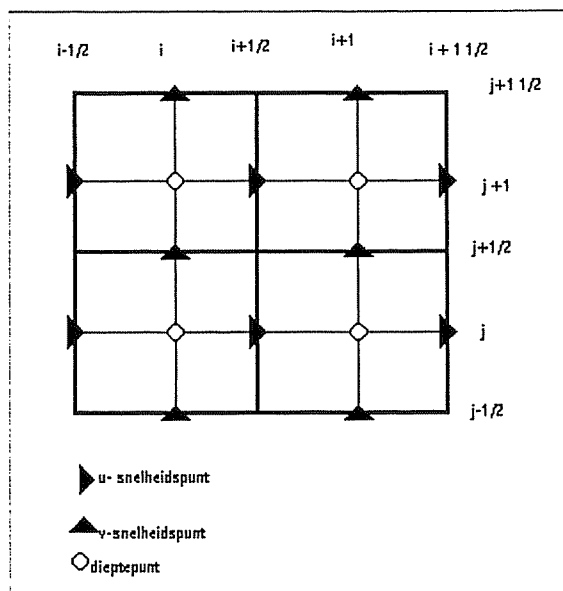 i-1/2 i i+1/2 i+1 i + 1 1/2
j+1 1/2
j +1
j+1/2
j
j-1/2
u- snelheidspunt
v-snelheidspunt
dieptepunt